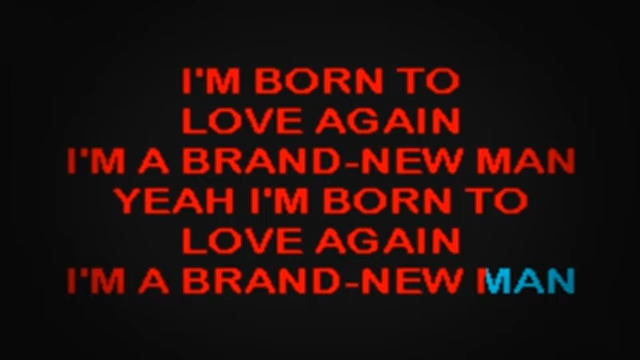 I'M BORN TO
LOVE AGAIN
I'M A BRAND-NEW MAN
YEAH I'M BORN TO
LOVE AGAIN
I'M A BRAND-NEW MAN